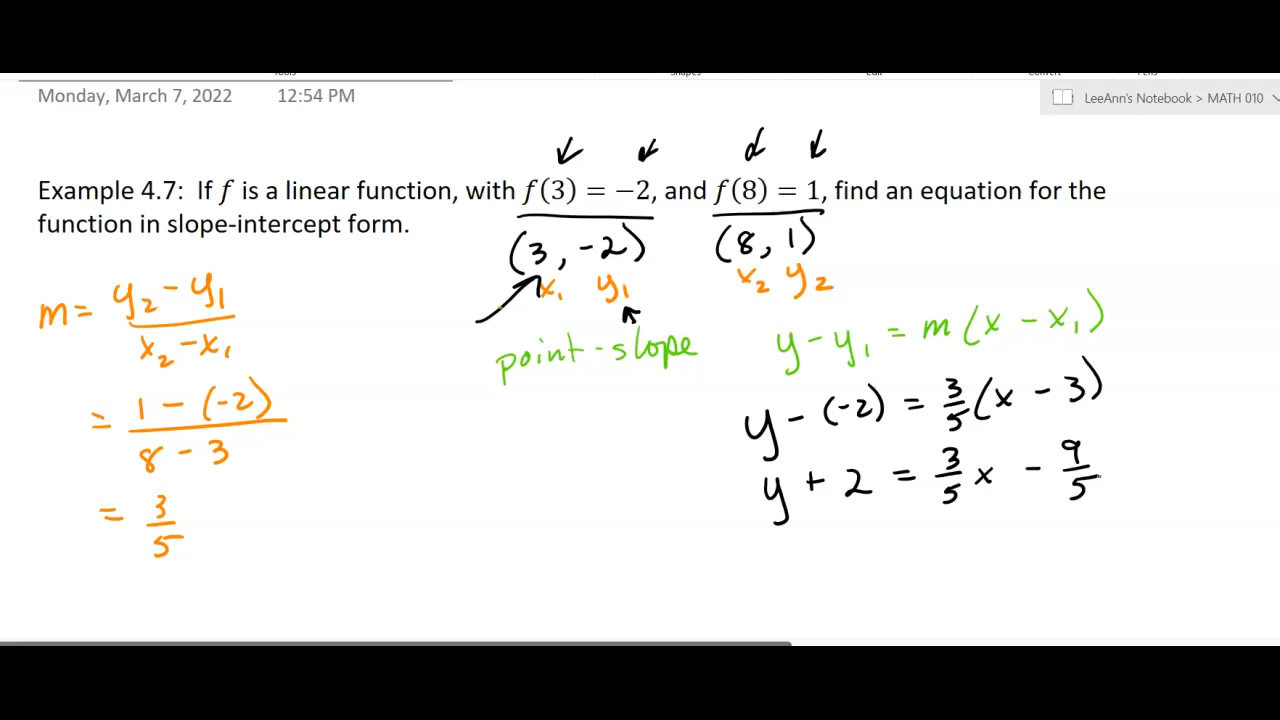 Monday, March 7, 2022 12:54 PM
LeeAnn's Notebook > MATH 010
Example 4.7: If f is a linear function, with f(3) = −2, and f(8) = 1, find an equation for the
function in slope-intercept form.
(3, -2) (8, 1)
x₁ y₁ x₂ y₂
m = (y₂ - y₁)/(x₂ - x₁)
= (1 - (-2))/(8 - 3)
= 3/5
point-slope y - y₁ = m(x - x₁)
y - (-2) = 3/5(x - 3)
y + 2 = 3/5 x - 9/5